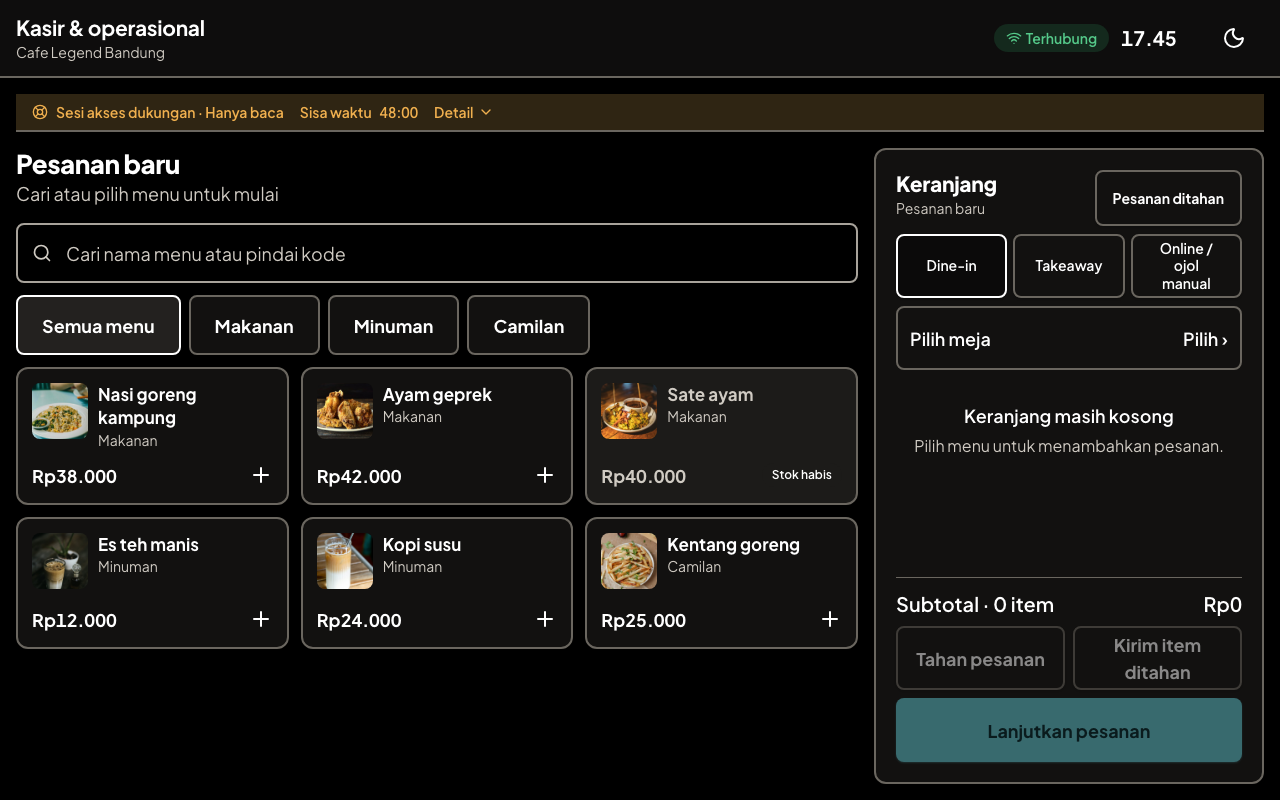 Kasir & operasional
Cafe Legend Bandung
Terhubung
17.45
Sesi akses dukungan · Hanya baca Sisa waktu 48:00 Detail
Pesanan baru
Cari atau pilih menu untuk mulai
Cari nama menu atau pindai kode
Semua menu
Makanan
Minuman
Camilan
Nasi goreng
kampung
Makanan
Rp38.000
Ayam geprek
Makanan
Rp42.000
Sate ayam
Makanan
Rp40.000
Stok habis
Es teh manis
Minuman
Rp12.000
Kopi susu
Minuman
Rp24.000
Kentang goreng
Camilan
Rp25.000
Keranjang
Pesanan baru
Pesanan ditahan
Dine-in
Takeaway
Online /
ojol
manual
Pilih meja
Pilih ›
Keranjang masih kosong
Pilih menu untuk menambahkan pesanan.
Subtotal · 0 item
Rp0
Tahan pesanan
Kirim item
ditahan
Lanjutkan pesanan